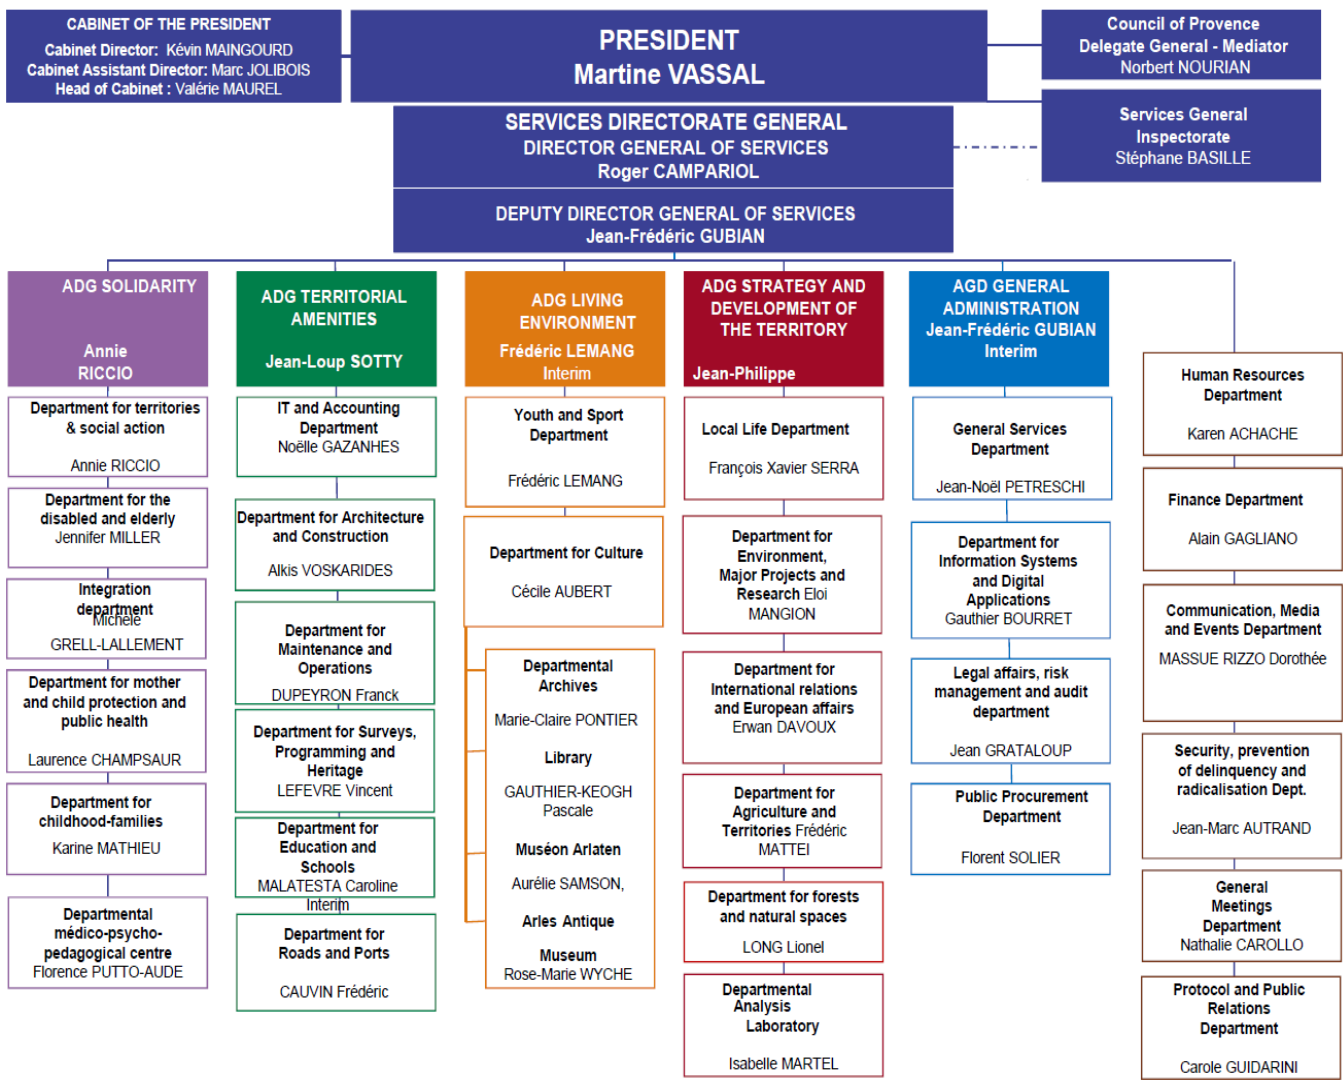 CABINET OF THE PRESIDENT
Cabinet Director: Kévin MAINGOURD
Cabinet Assistant Director: Marc JOLIBOIS
Head of Cabinet : Valérie MAUREL
PRESIDENT
Martine VASSAL
Council of Provence
Delegate General - Mediator
Norbert NOURIAN
Services General
Inspectorate
Stéphane BASILLE
SERVICES DIRECTORATE GENERAL
DIRECTOR GENERAL OF SERVICES
Roger CAMPARIOL
DEPUTY DIRECTOR GENERAL OF SERVICES
Jean-Frédéric GUBIAN
ADG SOLIDARITY
Annie
RICCIO
Department for territories
& social action
Annie RICCIO
Department for the
disabled and elderly
Jennifer MILLER
Integration
department
Michèle
GRELL-LALLEMENT
Department for mother
and child protection and
public health
Laurence CHAMPSAUR
Department for
childhood-families
Karine MATHIEU
Departmental
médico-psycho-
pedagogical centre
Florence PUTTO-AUDE
ADG TERRITORIAL
AMENITIES
Jean-Loup SOTTY
IT and Accounting
Department
Noëlle GAZANHES
Department for Architecture
and Construction
Alkis VOSKARIDES
Department for
Maintenance and
Operations
DUPEYRON Franck
Department for Surveys,
Programming and
Heritage
LEFEVRE Vincent
Department for
Education and
Schools
MALATESTA Caroline
Interim
Department for
Roads and Ports
CAUVIN Frédéric
ADG LIVING
ENVIRONMENT
Frédéric LEMANG
Interim
Youth and Sport
Department
Frédéric LEMANG
Department for Culture
Cécile AUBERT
Departmental
Archives
Marie-Claire PONTIER
Library
GAUTHIER-KEOGH
Pascale
Muséon Arlaten
Aurélie SAMSON,
Arles Antique
Museum
Rose-Marie WYCHE
ADG STRATEGY AND
DEVELOPMENT OF
THE TERRITORY
Jean-Philippe
Local Life Department
François Xavier SERRA
Department for
Environment,
Major Projects and
Research Eloi
MANGION
Department for
International relations
and European affairs
Erwan DAVOUX
Department for
Agriculture and
Territories Frédéric
MATTEI
Department for forests
and natural spaces
LONG Lionel
Departmental
Analysis
Laboratory
Isabelle MARTEL
AGD GENERAL
ADMINISTRATION
Jean-Frédéric GUBIAN
Interim
General Services
Department
Jean-Noël PETRESCHI
Department for
Information Systems
and Digital
Applications
Gauthier BOURRET
Legal affairs, risk
management and audit
department
Jean GRATALOUP
Public Procurement
Department
Florent SOLIER
Human Resources
Department
Karen ACHACHE
Finance Department
Alain GAGLIANO
Communication, Media
and Events Department
MASSUE RIZZO Dorothée
Security, prevention
of delinquency and
radicalisation Dept.
Jean-Marc AUTRAND
General
Meetings
Department
Nathalie CAROLLO
Protocol and Public
Relations
Department
Carole GUIDARINI